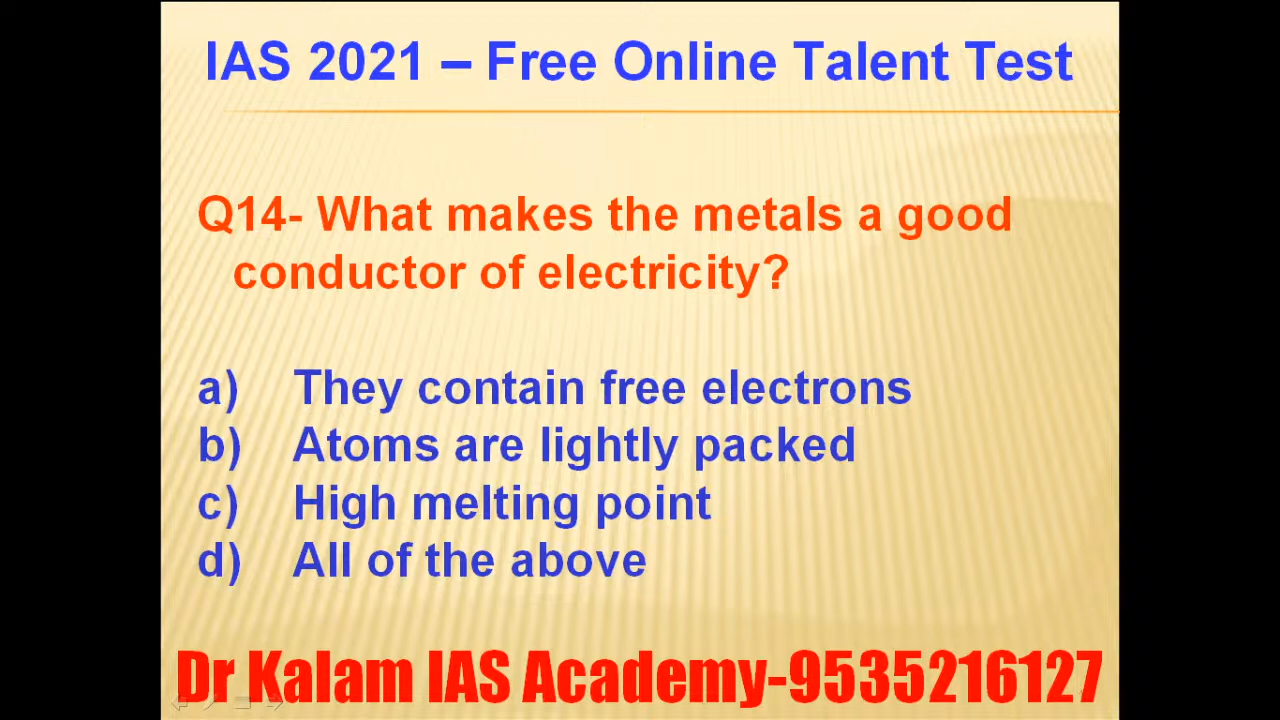 IAS 2021 – Free Online Talent Test
Q14- What makes the metals a good
conductor of electricity?
a) They contain free electrons
b) Atoms are lightly packed
c) High melting point
d) All of the above
Dr Kalam IAS Academy-9535216127